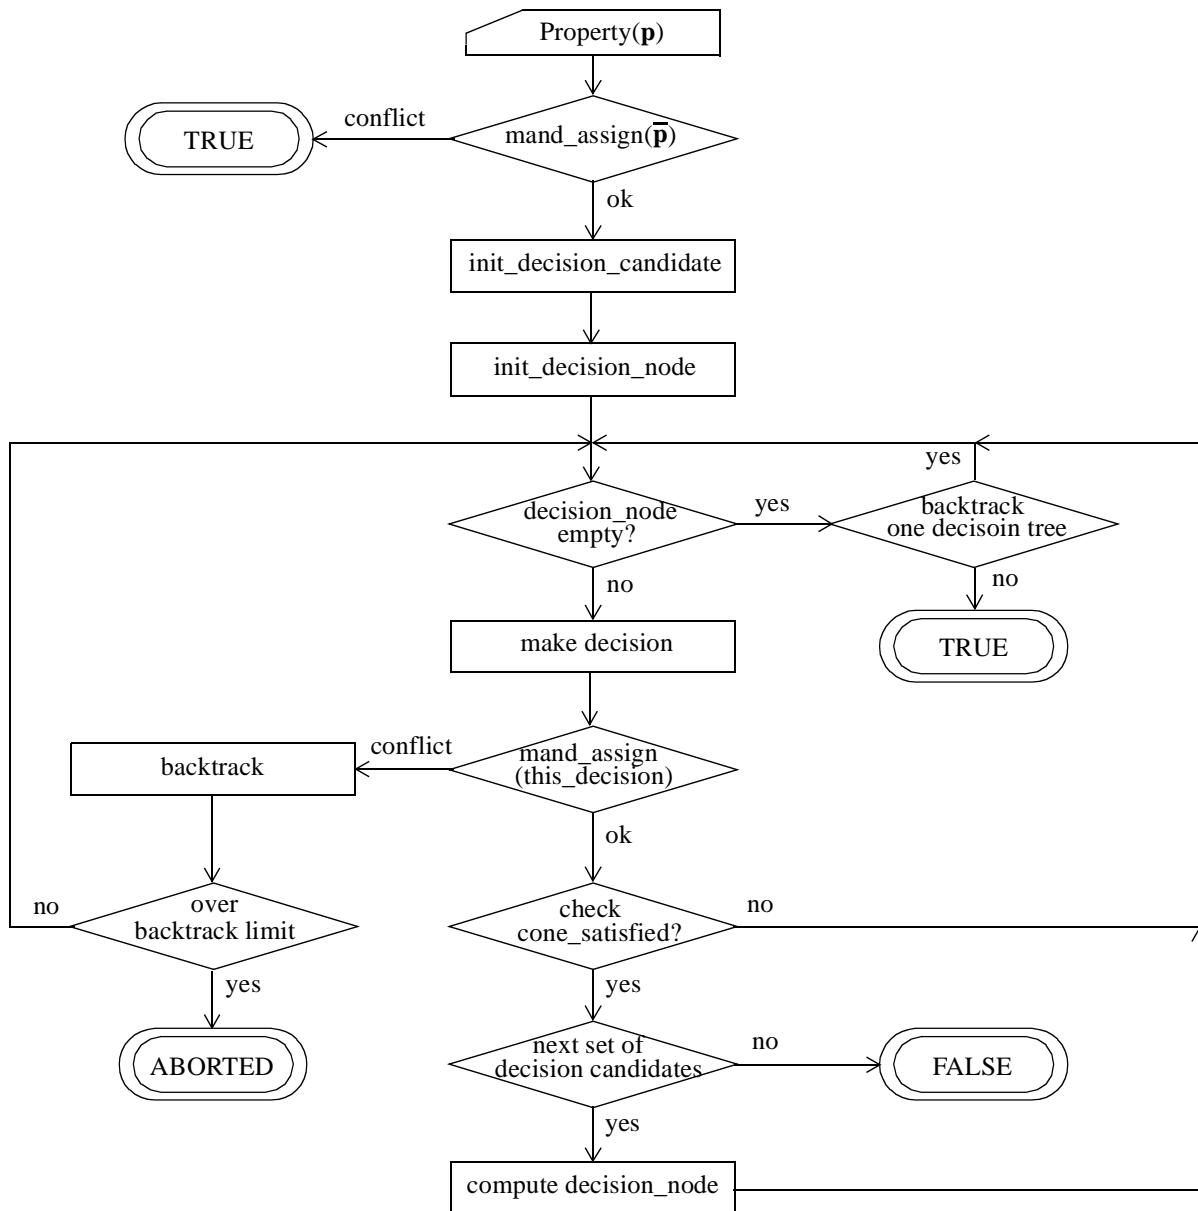 Property(p)
conflict
TRUE
mand_assign(p̅)
ok
init_decision_candidate
init_decision_node
yes
decision_node
empty?
yes
backtrack
one decisoin tree
no
no
make decision
TRUE
conflict
mand_assign
(this_decision)
backtrack
ok
no
over
backtrack limit
check
cone_satisfied?
no
yes
yes
next set of
decision candidates
no
ABORTED
FALSE
yes
compute decision_node